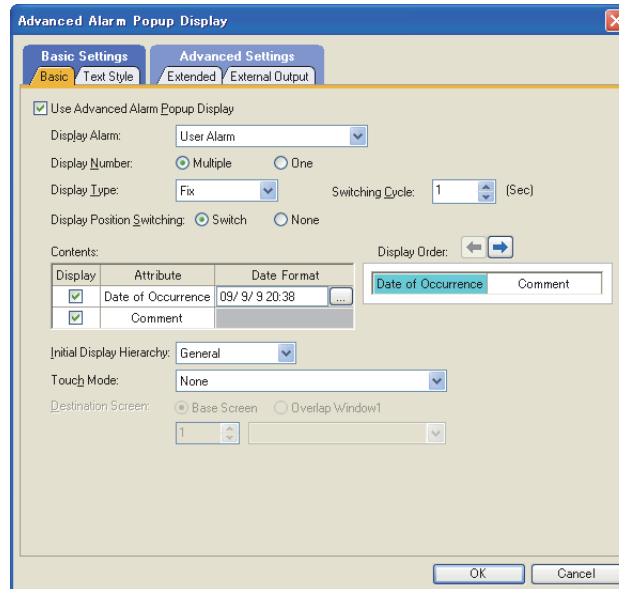 Advanced Alarm Popup Display
Basic Settings Advanced Settings
Basic Text Style Extended External Output
Use Advanced Alarm Popup Display
Display Alarm: User Alarm
Display Number: Multiple One
Display Type: Fix Switching Cycle: 1 (Sec)
Display Position Switching: Switch None
Contents: Display Order:
Display Attribute Date Format
Date of Occurrence Comment
Date of Occurrence 09/ 9/ 9 20:38 ...
Comment
Initial Display Hierarchy: General
Touch Mode: None
Destination Screen: Base Screen Overlap Window1
1
OK Cancel